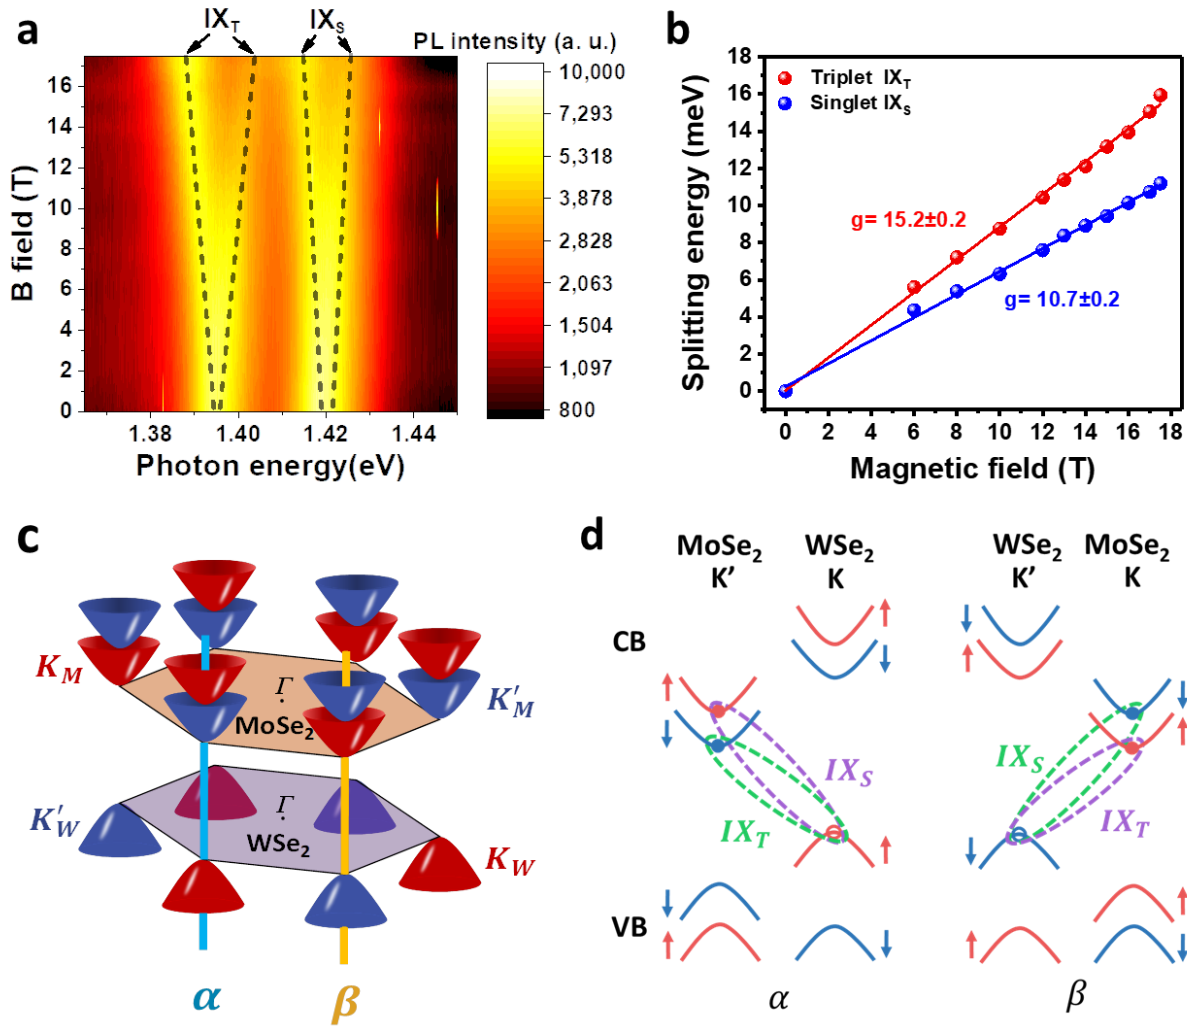 a
IX_T
IX_S
PL intensity (a. u.)
10,000
7,293
5,318
3,878
2,828
2,063
1,504
1,097
800
16
14
12
10
8
6
4
2
0
B field (T)
1.38
1.40
1.42
1.44
Photon energy(eV)
b
18
16
14
12
10
8
6
4
2
0
Splitting energy (meV)
Triplet IX_T
Singlet IX_S
g= 15.2±0.2
g= 10.7±0.2
0 2 4 6 8 10 12 14 16 18
Magnetic field (T)
c
K_M
Γ
MoSe₂
K'_M
K'_W
Γ
WSe₂
K_W
α
β
d
MoSe₂
K'
WSe₂
K
WSe₂
K'
MoSe₂
K
CB
IX_S
IX_T
IX_S
IX_T
VB
α
β